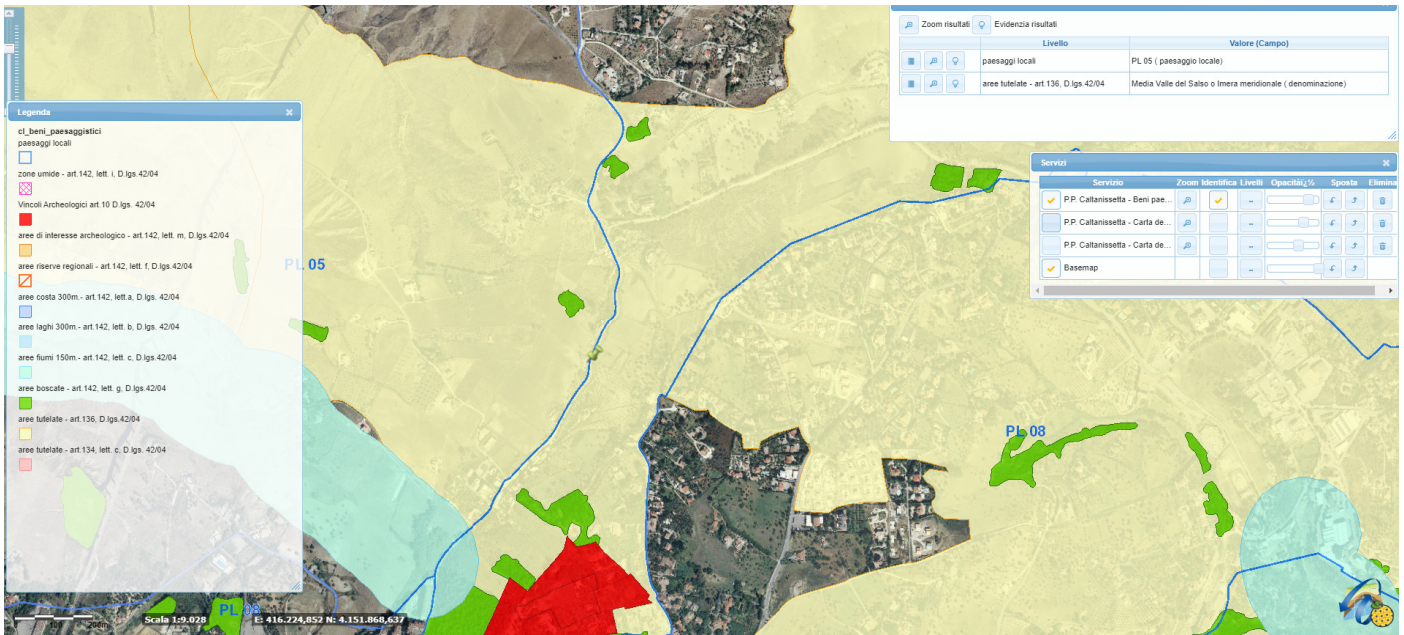 Zoom risultati Evidenzia risultati
Livello Valore (Campo)
paesaggi locali PL 05 ( paesaggio locale)
aree tutelate - art.136, D.lgs.42/04 Media Valle del Salso o Imera meridionale ( denominazione)
Legenda
cl_beni_paesaggistici
paesaggi locali
zone umide - art.142, lett. i, D.lgs.42/04
Vincoli Archeologici art.10 D.lgs. 42/04
aree di interesse archeologico - art.142, lett. m, D.lgs.42/04
aree riserve regionali - art.142, lett. f, D.lgs.42/04
aree costa 300m.- art.142, lett.a, D.lgs. 42/04
aree laghi 300m.- art.142, lett. b, D.lgs. 42/04
aree fiumi 150m.- art.142, lett. c, D.lgs.42/04
aree boscate - art.142, lett. g, D.lgs.42/04
aree tutelate - art.136, D.lgs.42/04
aree tutelate - art.134, lett. c, D.lgs. 42/04
Servizi
Servizio Zoom Identifica Livelli Opacitàï¿½ Sposta Elimina
P.P. Caltanissetta - Beni pae...
P.P. Caltanissetta - Carta de...
P.P. Caltanissetta - Carta de...
Basemap
PL 05
PL 08
PL 08
100 200m
Scala 1:9.028 E: 416.224,852 N: 4.151.868,637